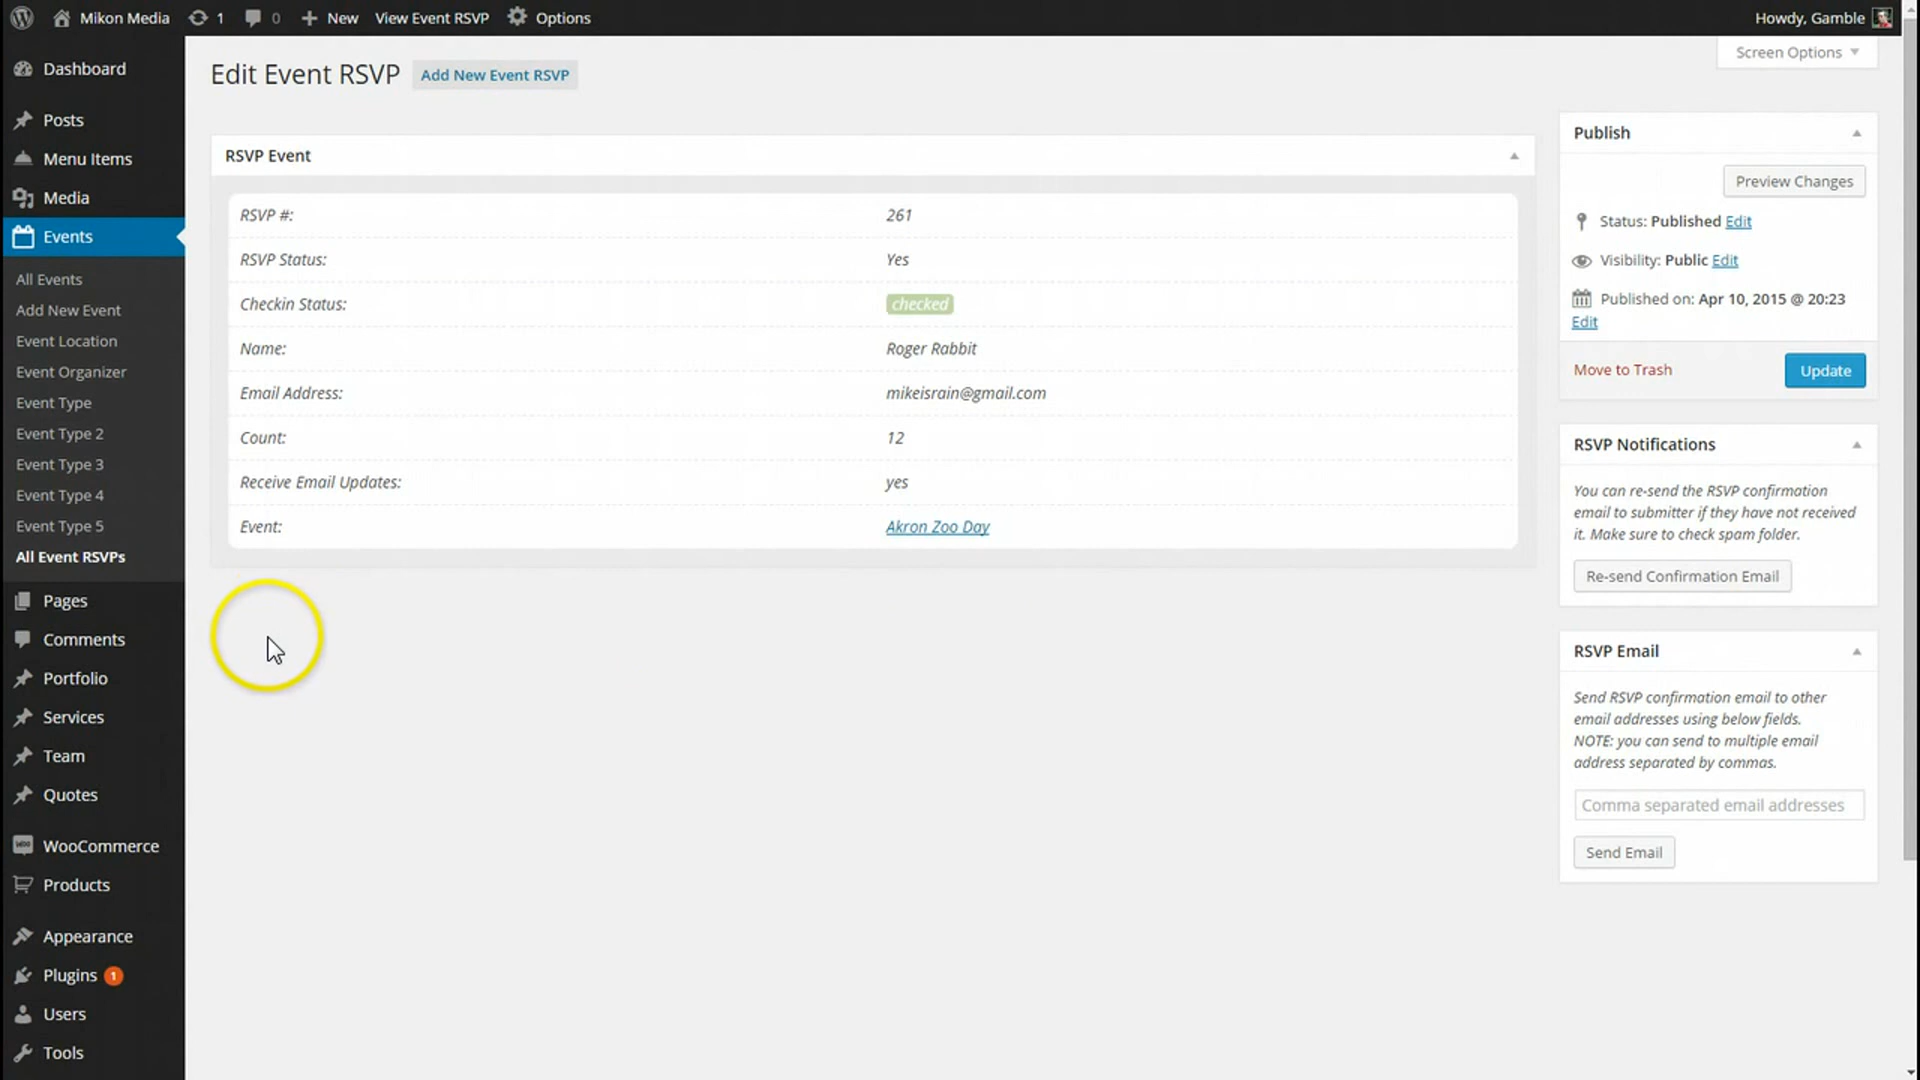 Mikon Media 1 0 New View Event RSVP Options Howdy, Gamble
Screen Options
Dashboard
Posts
Menu Items
Media
Events
All Events
Add New Event
Event Location
Event Organizer
Event Type
Event Type 2
Event Type 3
Event Type 4
Event Type 5
All Event RSVPs
Pages
Comments
Portfolio
Services
Team
Quotes
WooCommerce
Products
Appearance
Plugins 1
Users
Tools
Edit Event RSVP Add New Event RSVP
RSVP Event
RSVP #: 261
RSVP Status: Yes
Checkin Status: checked
Name: Roger Rabbit
Email Address: mikeisrain@gmail.com
Count: 12
Receive Email Updates: yes
Event: Akron Zoo Day
Publish
Preview Changes
Status: Published Edit
Visibility: Public Edit
Published on: Apr 10, 2015 @ 20:23
Edit
Move to Trash Update
RSVP Notifications
You can re-send the RSVP confirmation
email to submitter if they have not received
it. Make sure to check spam folder.
Re-send Confirmation Email
RSVP Email
Send RSVP confirmation email to other
email addresses using below fields.
NOTE: you can send to multiple email
address separated by commas.
Comma separated email addresses
Send Email